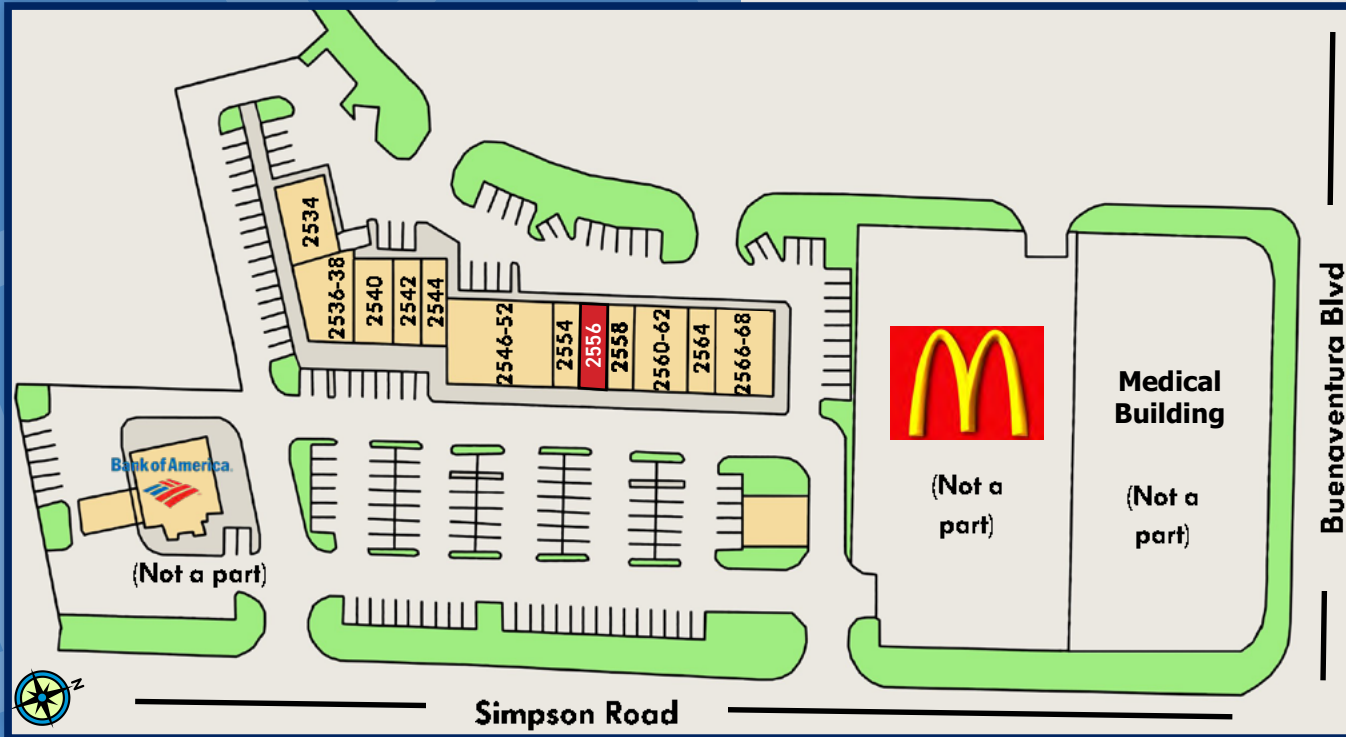 2534
2536-38
2540
2542
2544
2546-52
2554
2556
2558
2560-62
2564
2566-68
Bank of America.
(Not a part)
(Not a
part)
Medical
Building
(Not a
part)
Buenaventura Blvd
N
Simpson Road